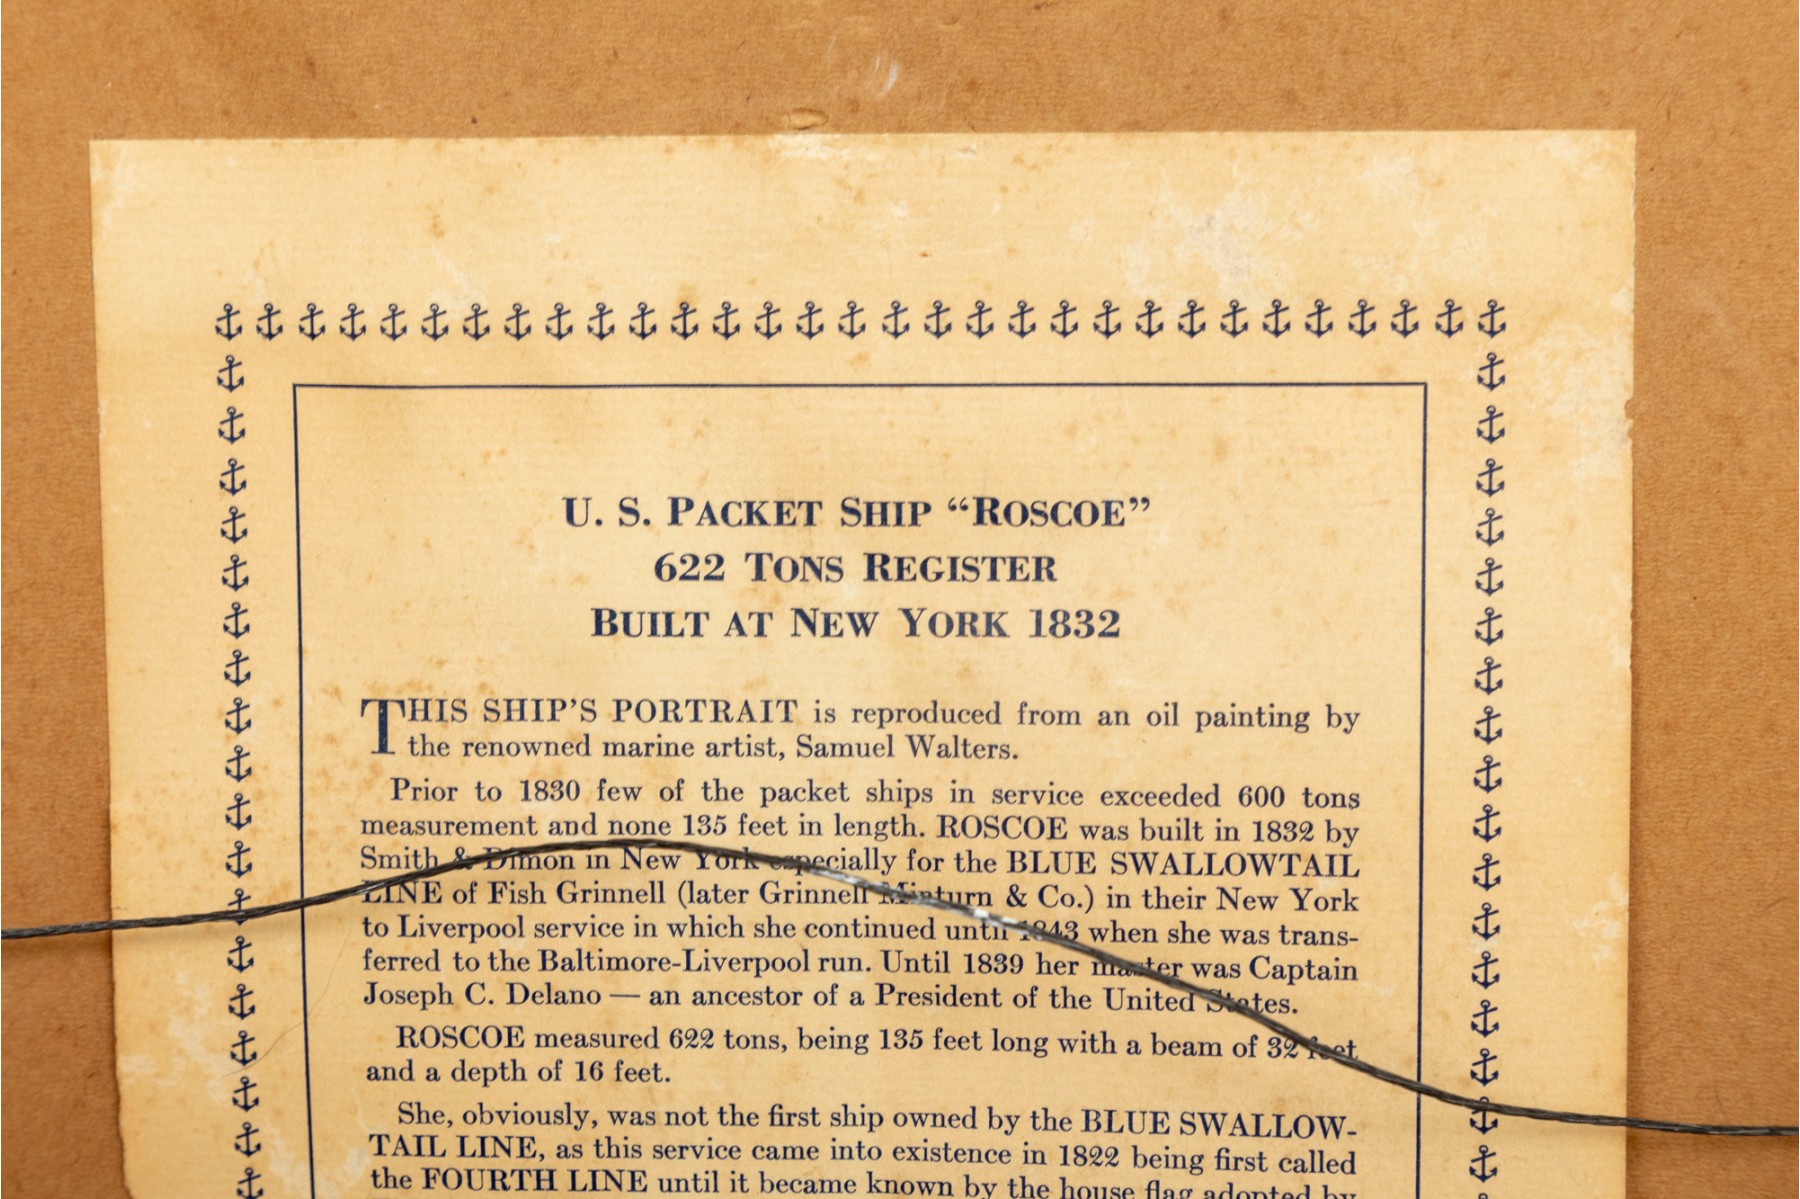 U. S. PACKET SHIP “ROSCOE”
622 TONS REGISTER
BUILT AT NEW YORK 1832
THIS SHIP’S PORTRAIT is reproduced from an oil painting by
the renowned marine artist, Samuel Walters.
Prior to 1830 few of the packet ships in service exceeded 600 tons
measurement and none 135 feet in length. ROSCOE was built in 1832 by
Smith & Dimon in New York especially for the BLUE SWALLOWTAIL
LINE of Fish Grinnell (later Grinnell Minturn & Co.) in their New York
to Liverpool service in which she continued until 1843 when she was trans-
ferred to the Baltimore-Liverpool run. Until 1839 her master was Captain
Joseph C. Delano — an ancestor of a President of the United States.
ROSCOE measured 622 tons, being 135 feet long with a beam of 32 feet
and a depth of 16 feet.
She, obviously, was not the first ship owned by the BLUE SWALLOW-
TAIL LINE, as this service came into existence in 1822 being first called
the FOURTH LINE until it became known by the house flag adopted by